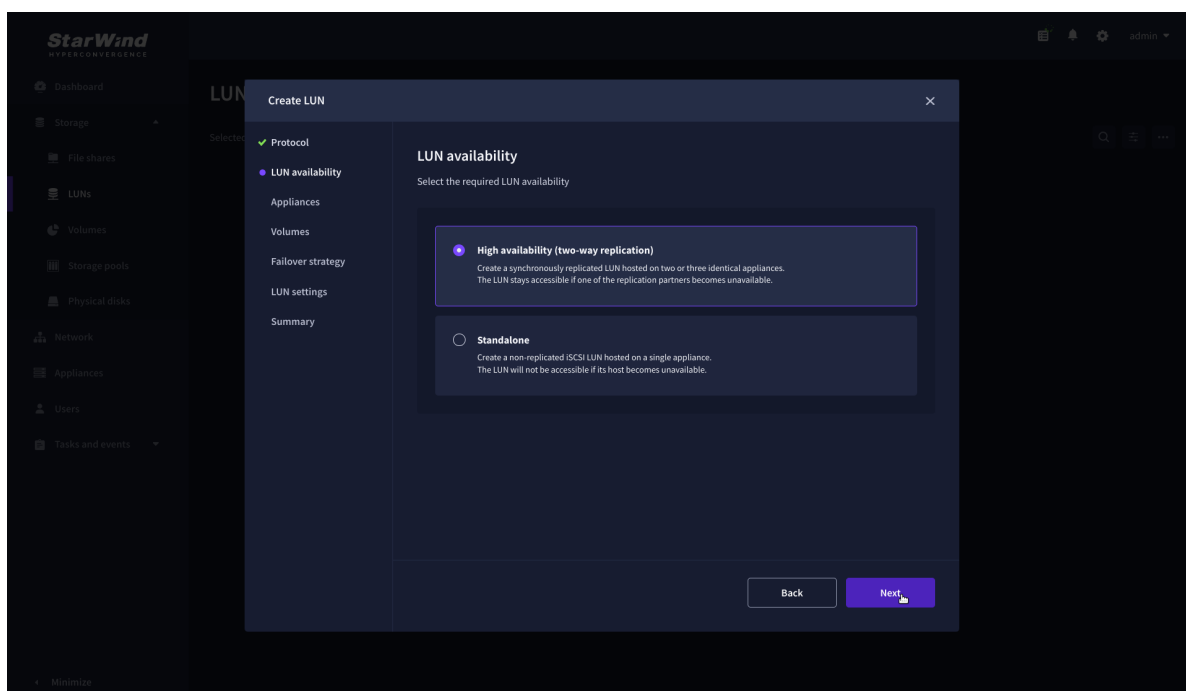 StarWind
HYPERCONVERGENCE
admin
Dashboard
Storage
File shares
LUNs
Volumes
Storage pools
Physical disks
Network
Appliances
Users
Tasks and events
Minimize
LUN
Selected
Create LUN
Protocol
LUN availability
Appliances
Volumes
Failover strategy
LUN settings
Summary
LUN availability
Select the required LUN availability
High availability (two-way replication)
Create a synchronously replicated LUN hosted on two or three identical appliances.
The LUN stays accessible if one of the replication partners becomes unavailable.
Standalone
Create a non-replicated iSCSI LUN hosted on a single appliance.
The LUN will not be accessible if its host becomes unavailable.
Back
Next